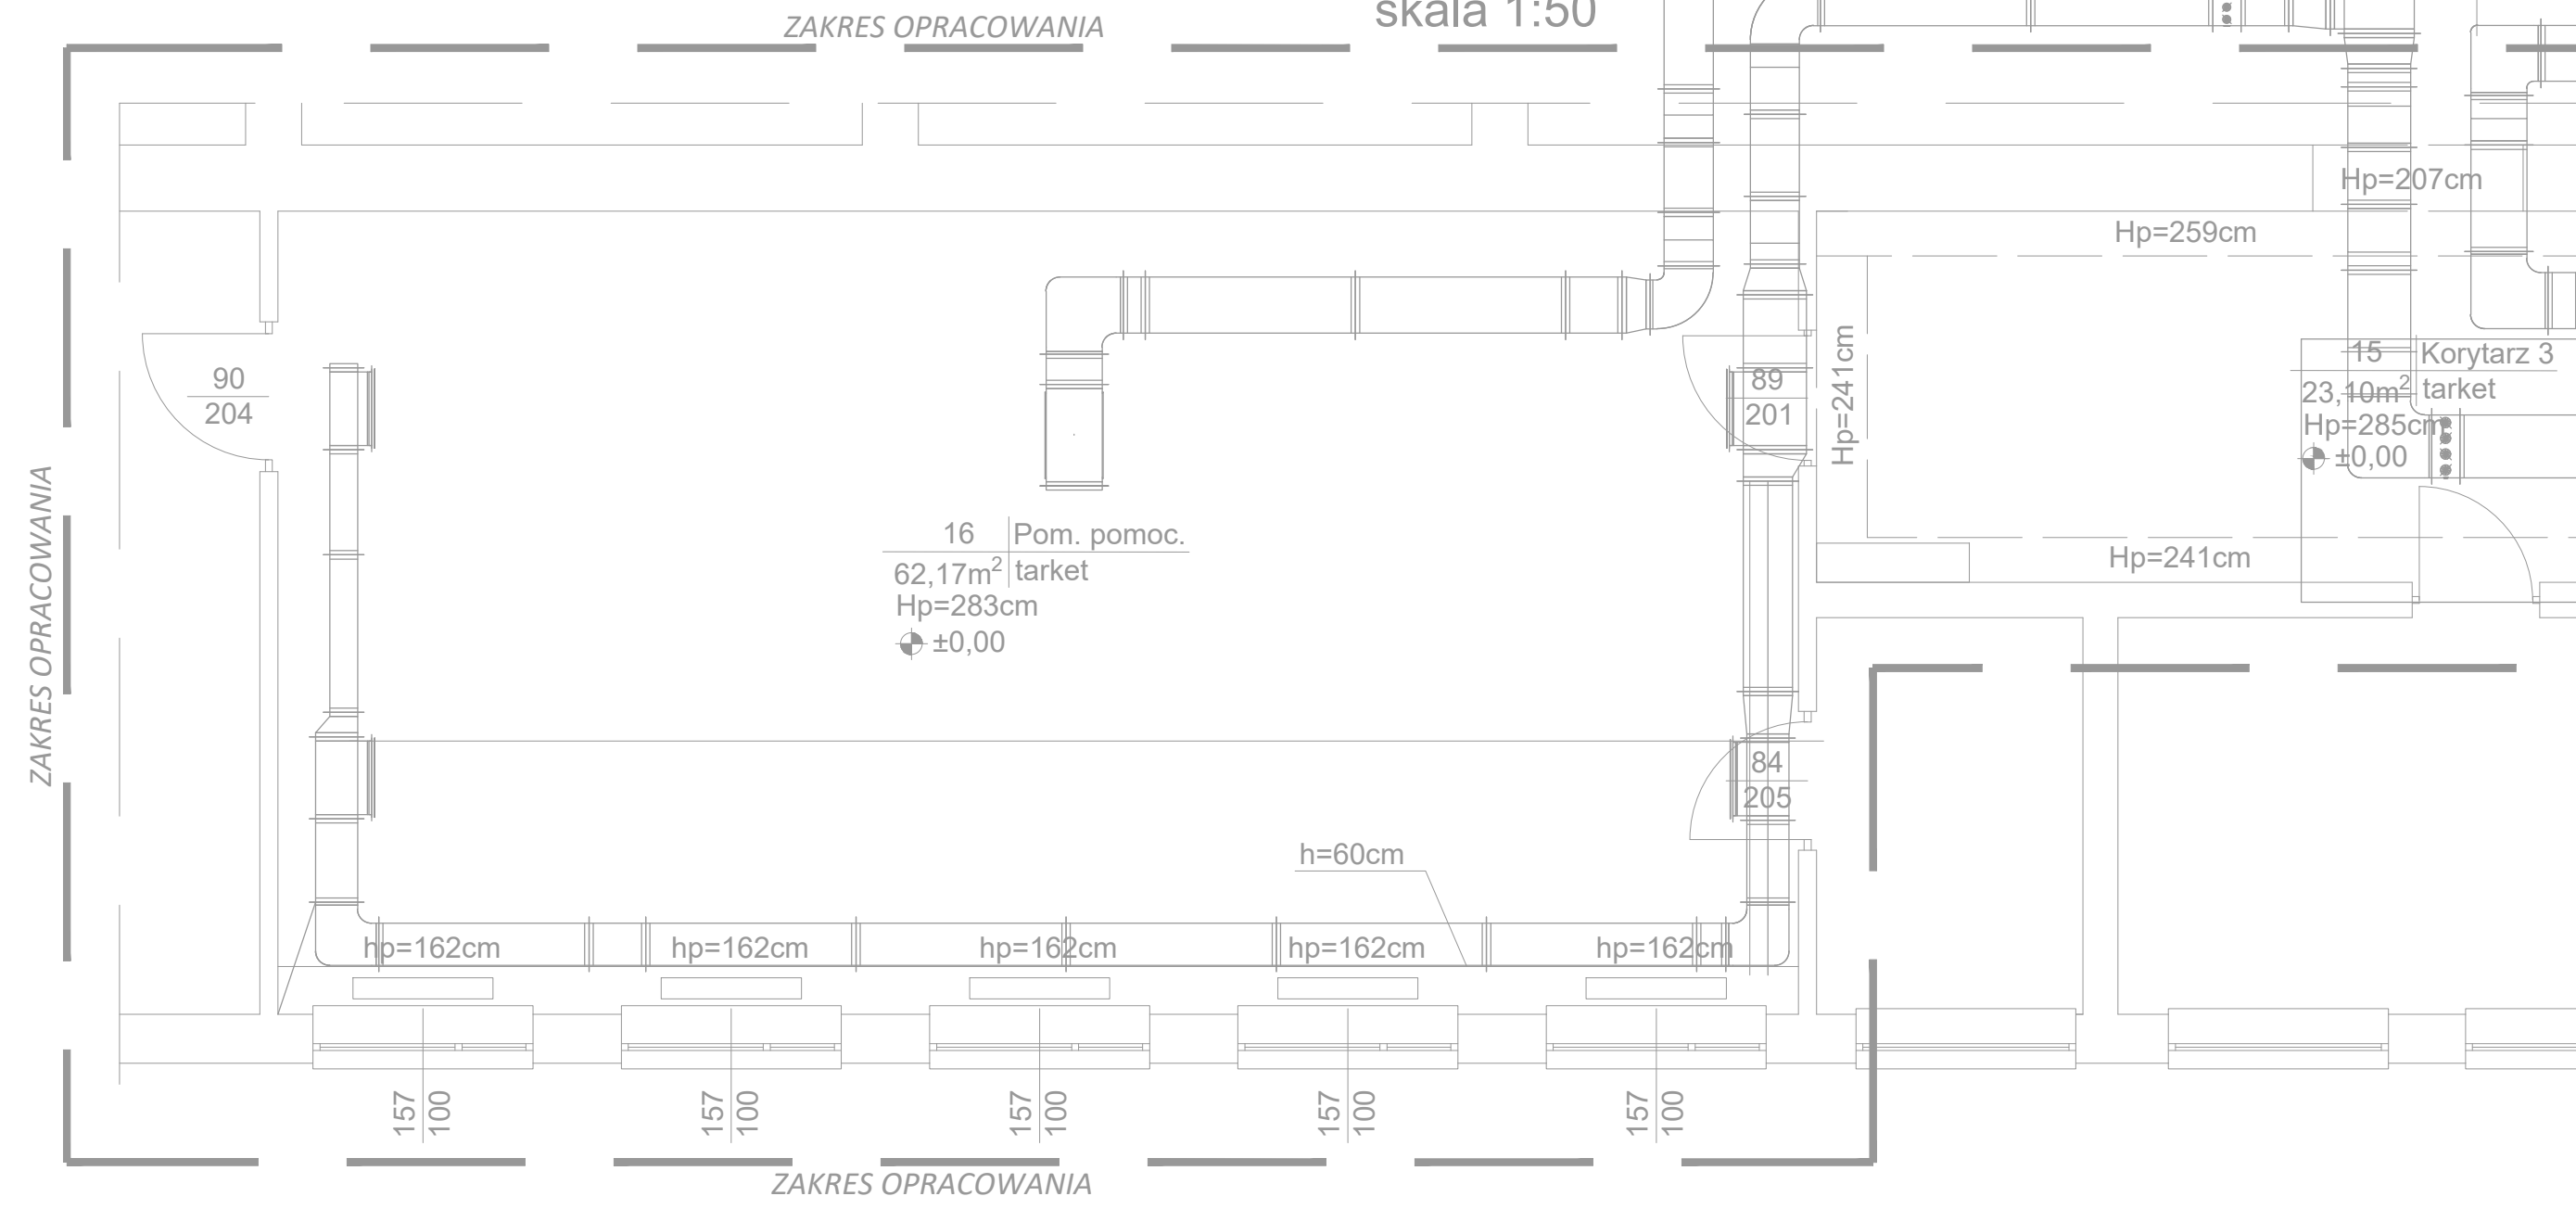 skala 1:50
ZAKRES OPRACOWANIA
Hp=207cm
Hp=259cm
90
204
89
201
Hp=241cm
15 Korytarz 3
23,10m² tarket
Hp=285cm
±0,00
ZAKRES OPRACOWANIA
16 Pom. pomoc.
62,17m² tarket
Hp=283cm
±0,00
Hp=241cm
84
205
h=60cm
hp=162cm hp=162cm hp=162cm hp=162cm hp=162cm
157 157 157 157 157
100 100 100 100 100
ZAKRES OPRACOWANIA